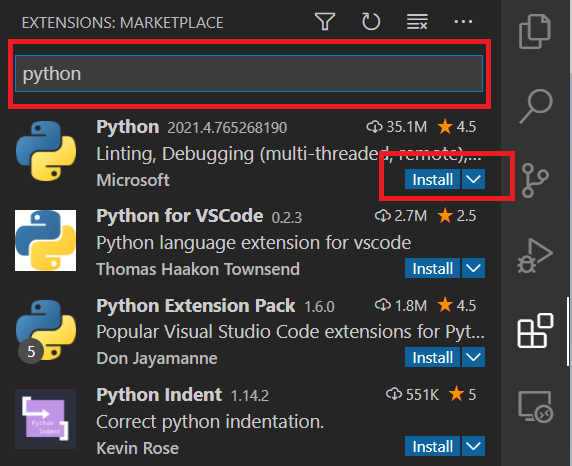 EXTENSIONS: MARKETPLACE
python
Python 2021.4.765268190 35.1M 4.5
Linting, Debugging (multi-threaded, remote),...
Microsoft Install
Python for VSCode 0.2.3 2.7M 2.5
Python language extension for vscode
Thomas Haakon Townsend Install
Python Extension Pack 1.6.0 1.8M 4.5
Popular Visual Studio Code extensions for Pyt...
5
Don Jayamanne Install
Python Indent 1.14.2 551K 5
Correct python indentation.
Python
Indent
Kevin Rose Install